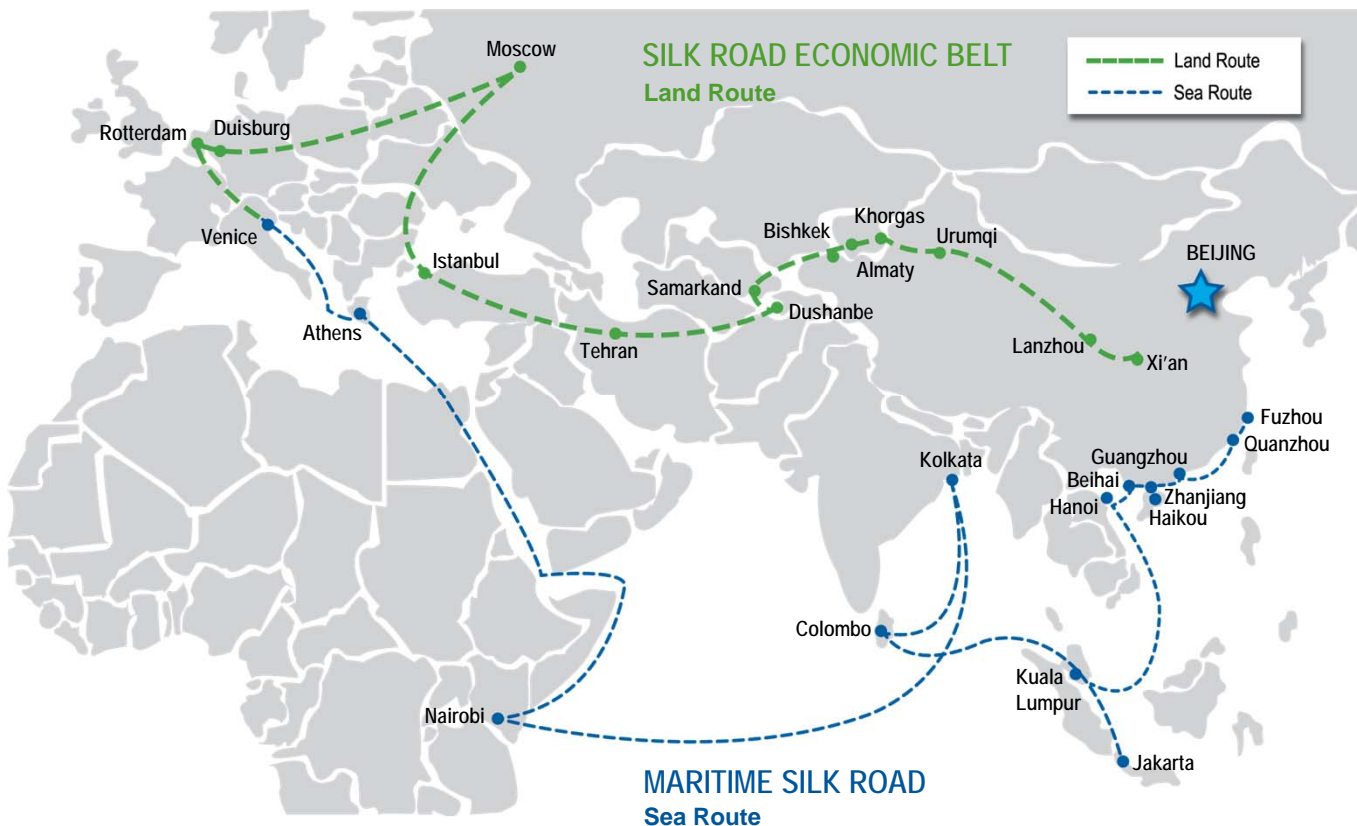 Moscow
SILK ROAD ECONOMIC BELT
Land Route
Land Route
Sea Route
Rotterdam
Duisburg
Venice
Istanbul
Athens
Tehran
Samarkand
Dushanbe
Bishkek
Almaty
Khorgas
Urumqi
BEIJING
Lanzhou
Xi'an
Fuzhou
Quanzhou
Guangzhou
Beihai
Zhanjiang
Hanoi
Haikou
Kolkata
Colombo
Kuala
Lumpur
Jakarta
Nairobi
MARITIME SILK ROAD
Sea Route